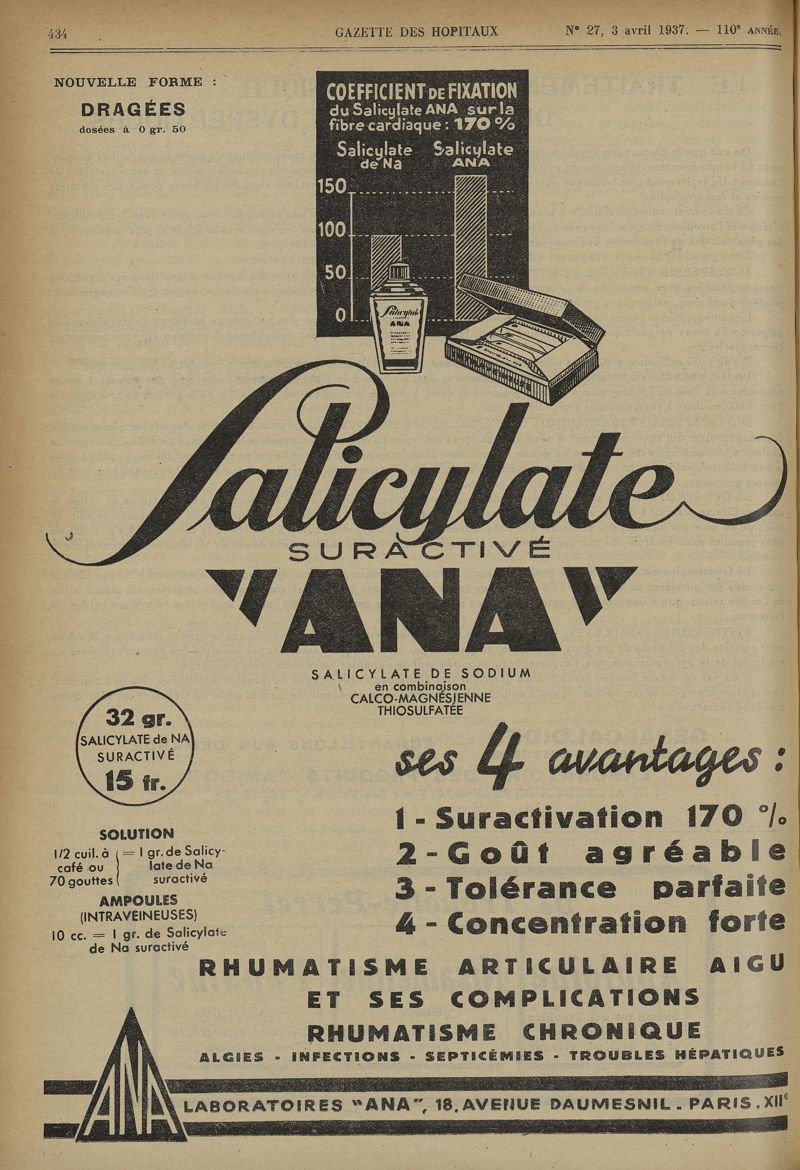 434 GAZETTE DES HOPITAUX N° 27, 3 avril 1937. — 110e ANNÉE.
NOUVELLE FORME :
DRAGÉES
dosées à 0 gr. 50
COEFFICIENT DE FIXATION
du Salicylate ANA sur la
fibre cardiaque : 170 %
Salicylate de Na
Salicylate ANA
150
100
50
0
Salicylate
ANA
Salicylate
SURACTIVÉ
"ANA"
SALICYLATE DE SODIUM
en combinaison
CALCO-MAGNÉSIENNE
THIOSULFATÉE
32 gr.
SALICYLATE de NA
SURACTIVÉ
15 fr.
SOLUTION
1/2 cuil. à café ou 70 gouttes = 1 gr. de Salicylate de Na suractivé
AMPOULES
(INTRAVEINEUSES)
10 cc. = 1 gr. de Salicylate
de Na suractivé
ses 4 avantages :
1 - Suractivation 170 %
2 - Goût agréable
3 - Tolérance parfaite
4 - Concentration forte
RHUMATISME ARTICULAIRE AIGU
ET SES COMPLICATIONS
RHUMATISME CHRONIQUE
ALGIES - INFECTIONS - SEPTICÉMIES - TROUBLES HÉPATIQUES
ANA
LABORATOIRES "ANA", 18, AVENUE DAUMESNIL - PARIS . XIIe